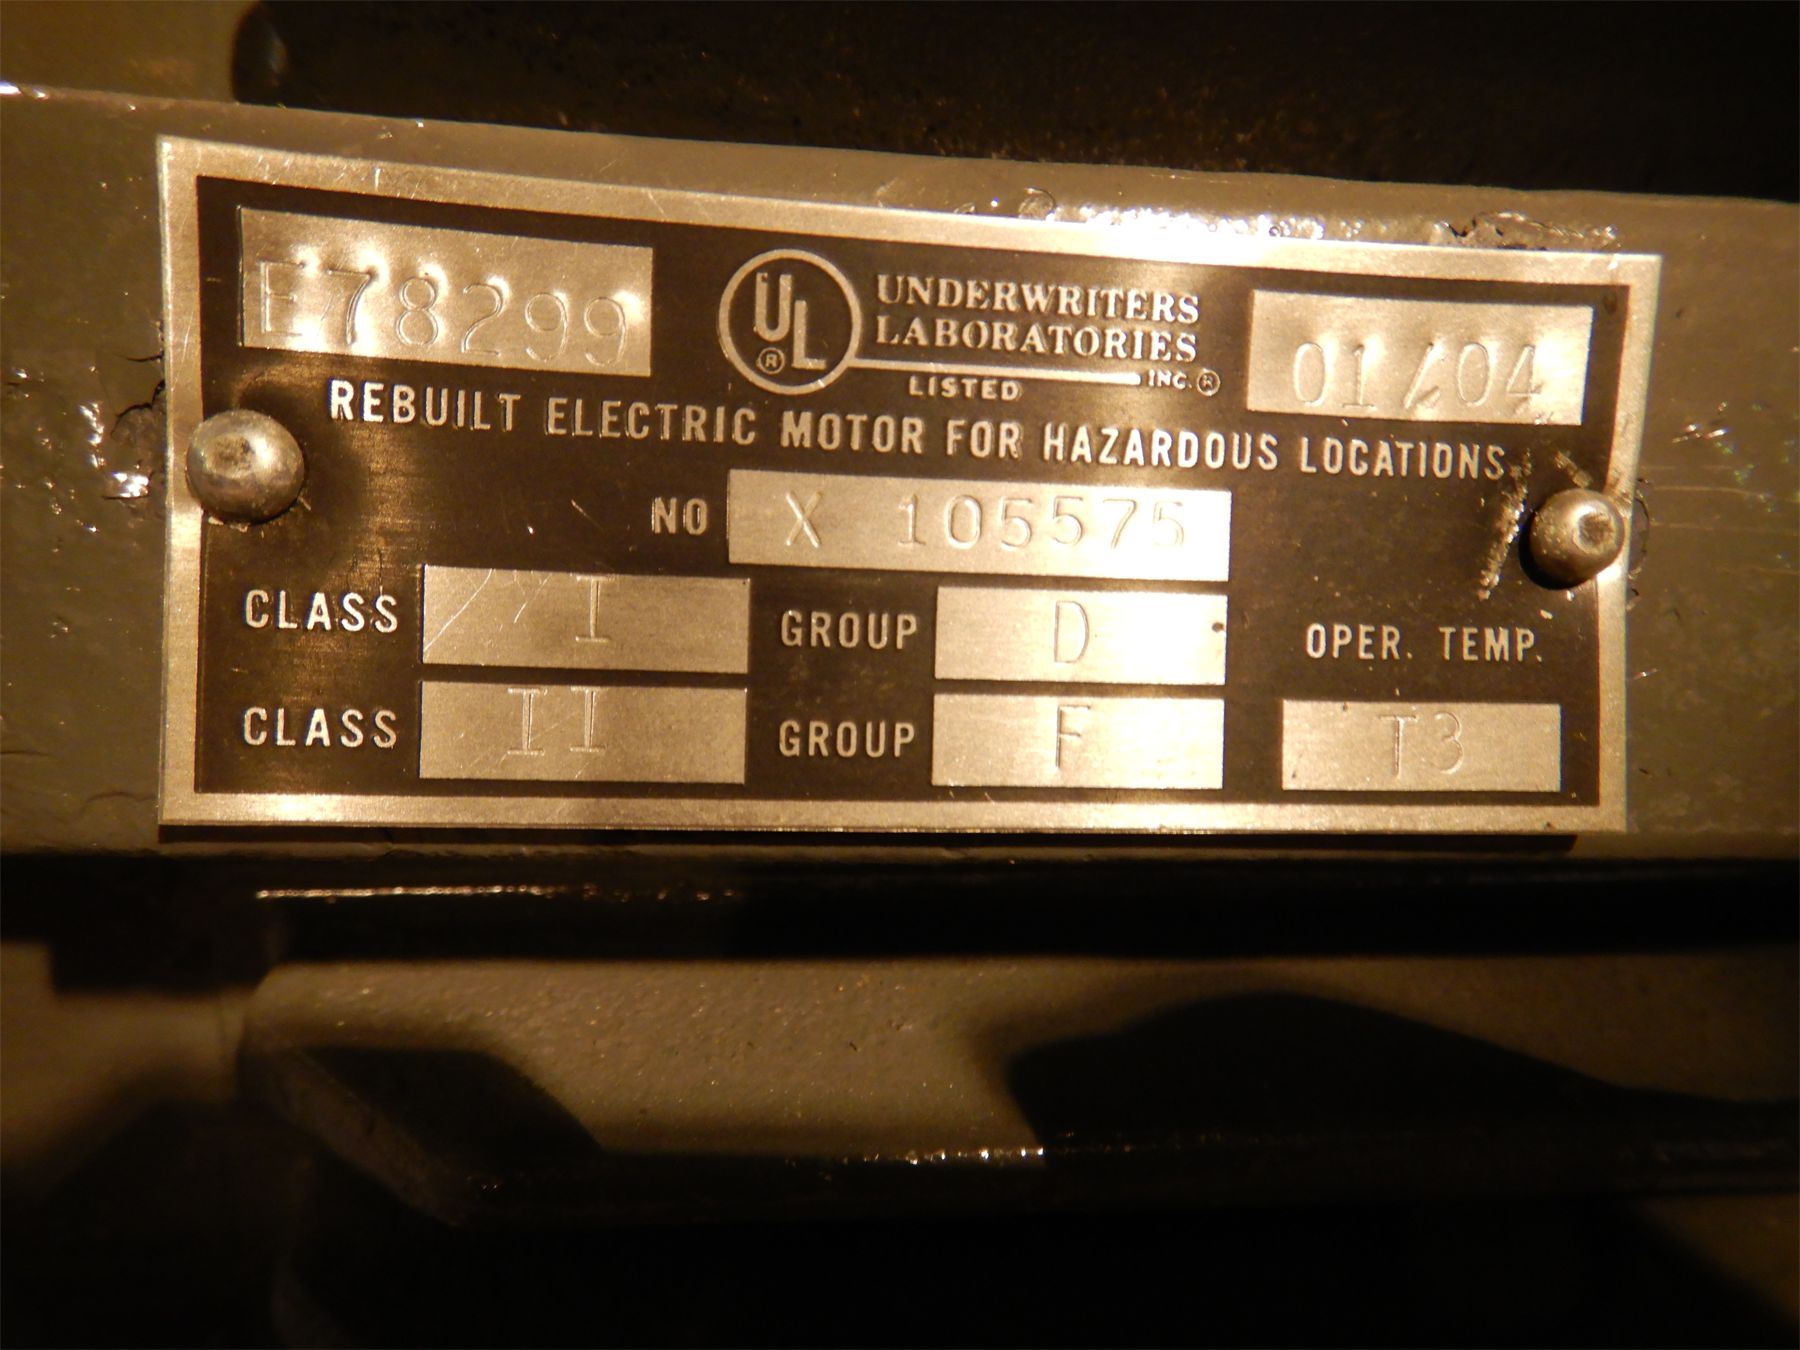 E78299 UL® UNDERWRITERS LABORATORIES INC.® LISTED 01/04
REBUILT ELECTRIC MOTOR FOR HAZARDOUS LOCATIONS
NO X 105575
CLASS I GROUP D OPER. TEMP.
CLASS II GROUP F T3